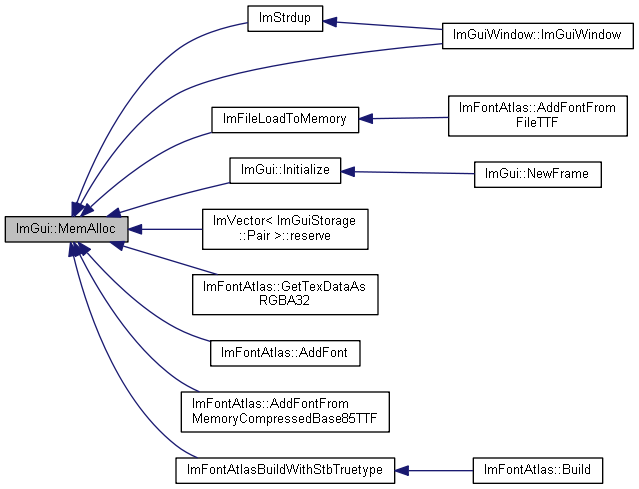 ImStrdup
ImGuiWindow::ImGuiWindow
ImFileLoadToMemory
ImFontAtlas::AddFontFrom
FileTTF
ImGui::Initialize
ImGui::NewFrame
ImGui::MemAlloc
ImVector< ImGuiStorage
::Pair >::reserve
ImFontAtlas::GetTexDataAs
RGBA32
ImFontAtlas::AddFont
ImFontAtlas::AddFontFrom
MemoryCompressedBase85TTF
ImFontAtlasBuildWithStbTruetype
ImFontAtlas::Build